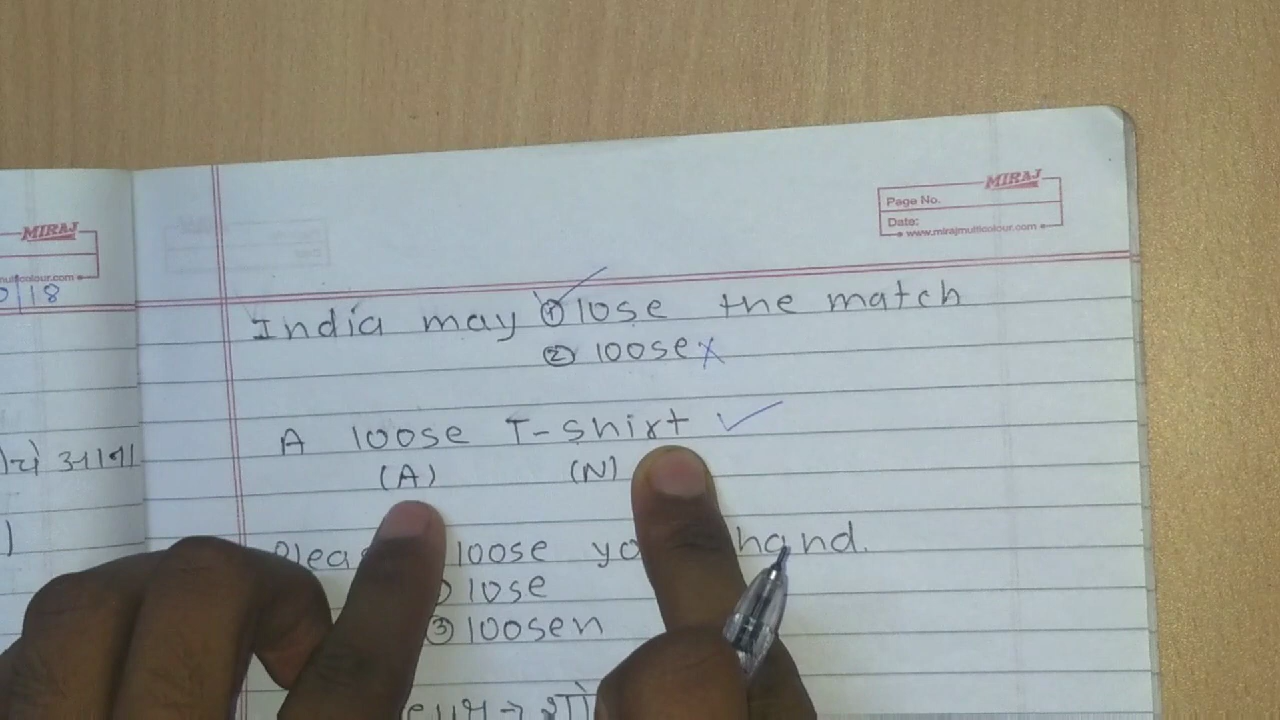 MIRAJ
Page No.
Date:
www.mirajmulticolour.com
MIRAJ
18
India may ① lose the match
② loose x
A loose T-shirt ✓
(A) (N)
loose hand.
lose
③ loosen